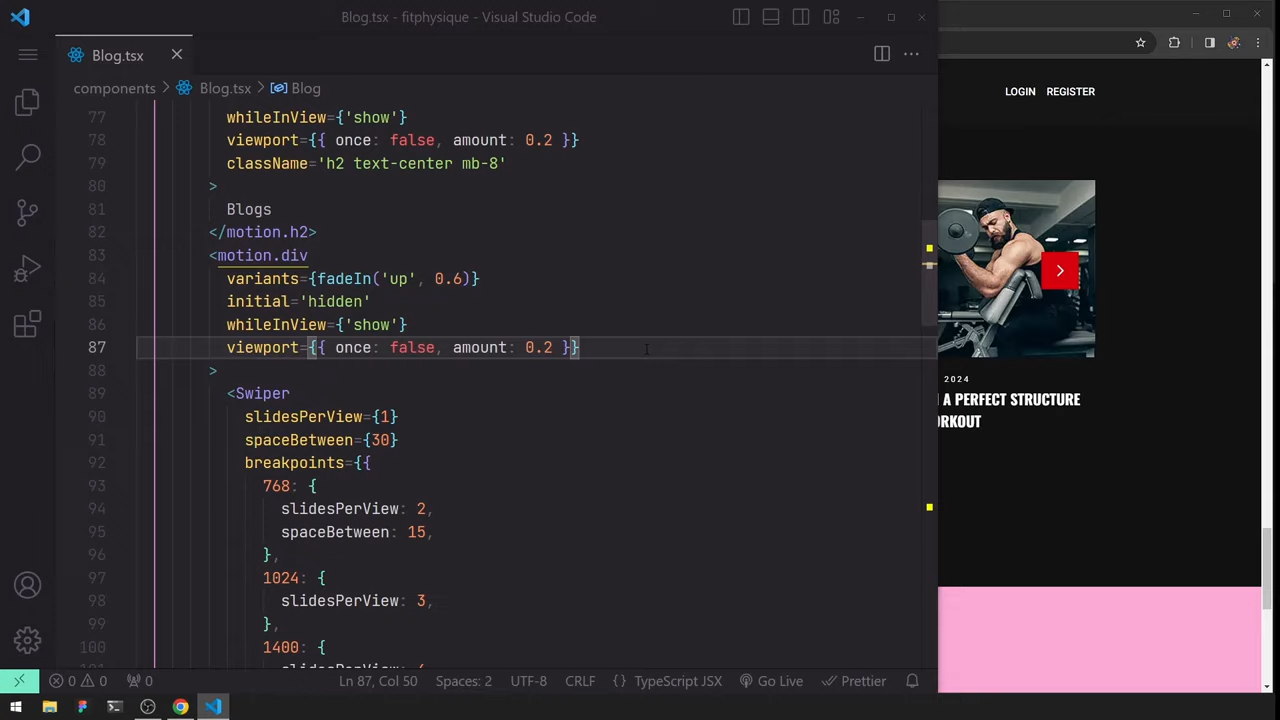 Blog.tsx - fitphysique - Visual Studio Code
Blog.tsx
components > Blog.tsx > Blog
77 whileInView={'show'}
78 viewport={{ once: false, amount: 0.2 }}
79 className='h2 text-center mb-8'
80 >
81 Blogs
82 </motion.h2>
83 <motion.div
84 variants={fadeIn('up', 0.6)}
85 initial='hidden'
86 whileInView={'show'}
87 viewport={{ once: false, amount: 0.2 }}
88 >
89 <Swiper
90 slidesPerView={1}
91 spaceBetween={30}
92 breakpoints={{
93 768: {
94 slidesPerView: 2,
95 spaceBetween: 15,
96 },
97 1024: {
98 slidesPerView: 3,
99 },
100 1400: {
LOGIN REGISTER
2024
A PERFECT STRUCTURE
0 0 0 Ln 87, Col 50 Spaces: 2 UTF-8 CRLF {} TypeScript JSX Go Live Prettier